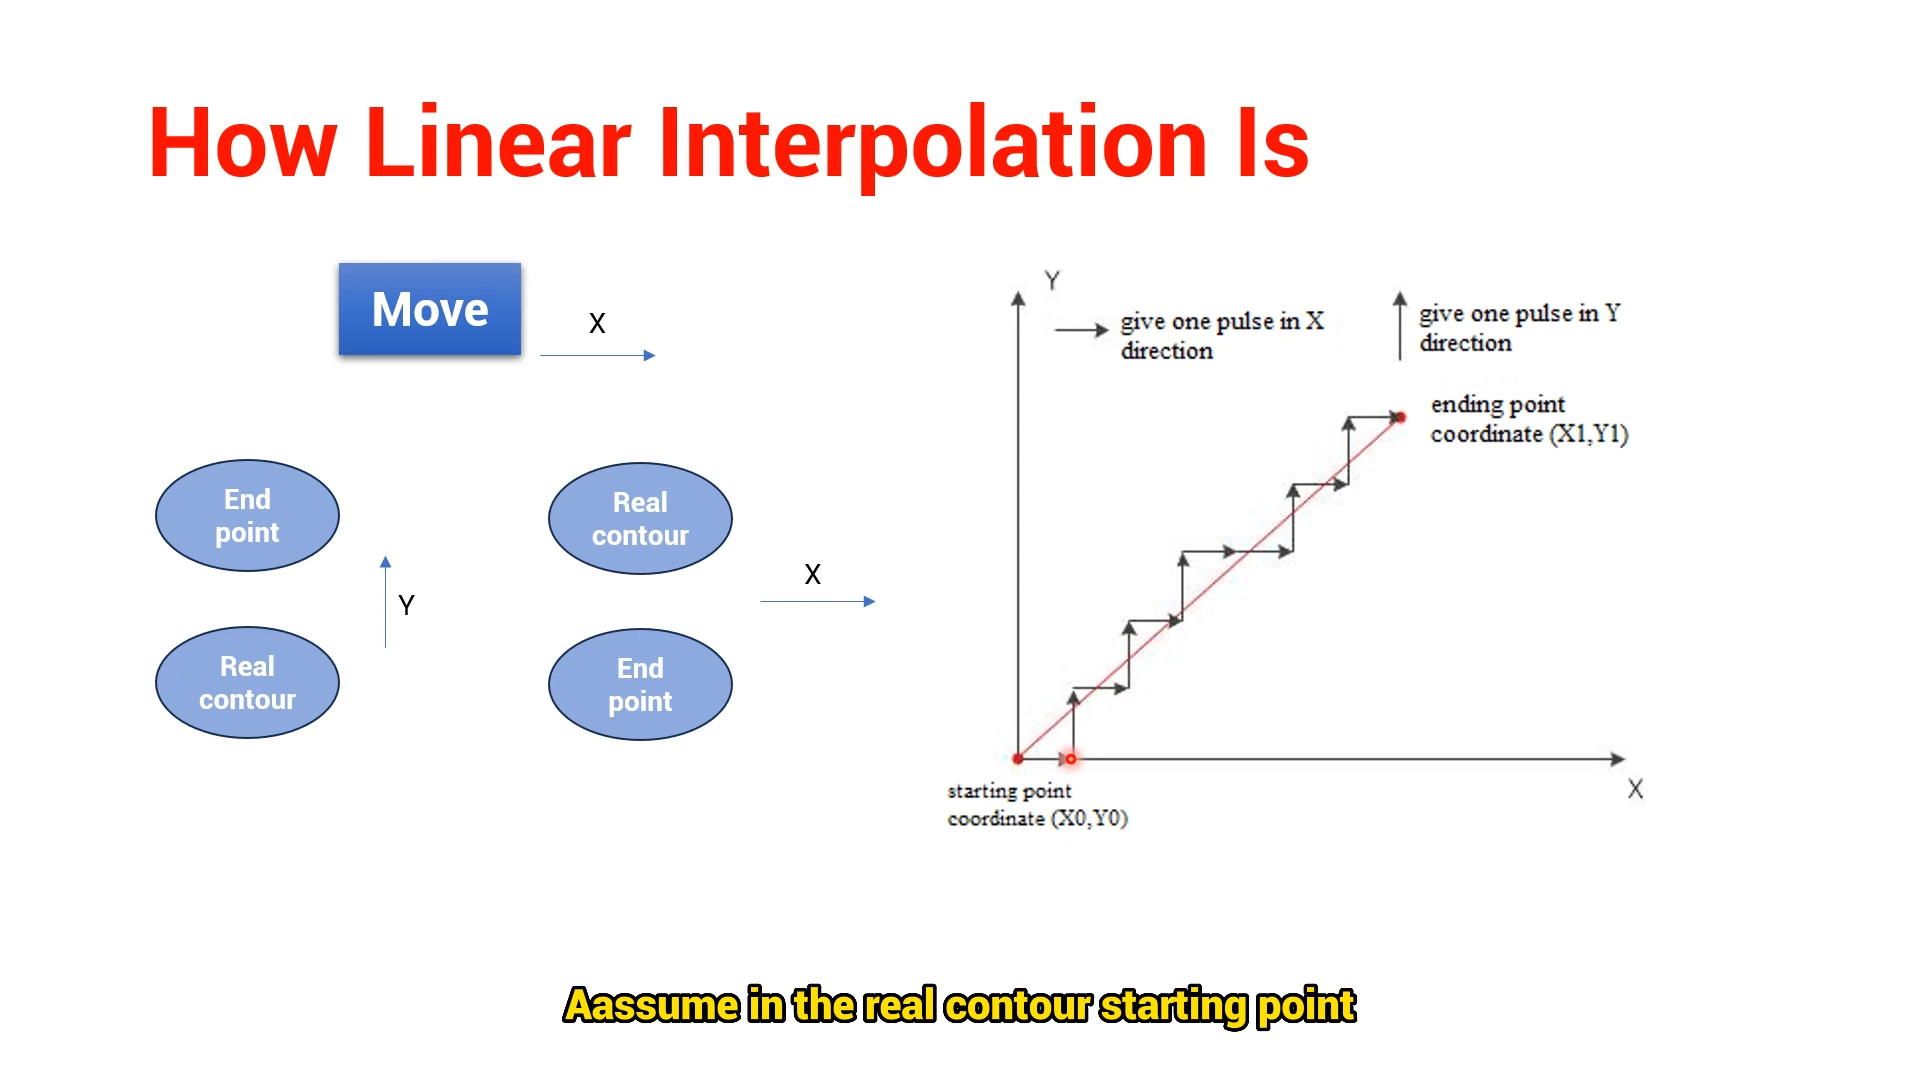 How Linear Interpolation Is
Move
X
End
point
Y
Real
contour
Real
contour
X
End
point
Y
give one pulse in X
direction
give one pulse in Y
direction
ending point
coordinate (X1,Y1)
X
starting point
coordinate (X0,Y0)
Aassume in the real contour starting point